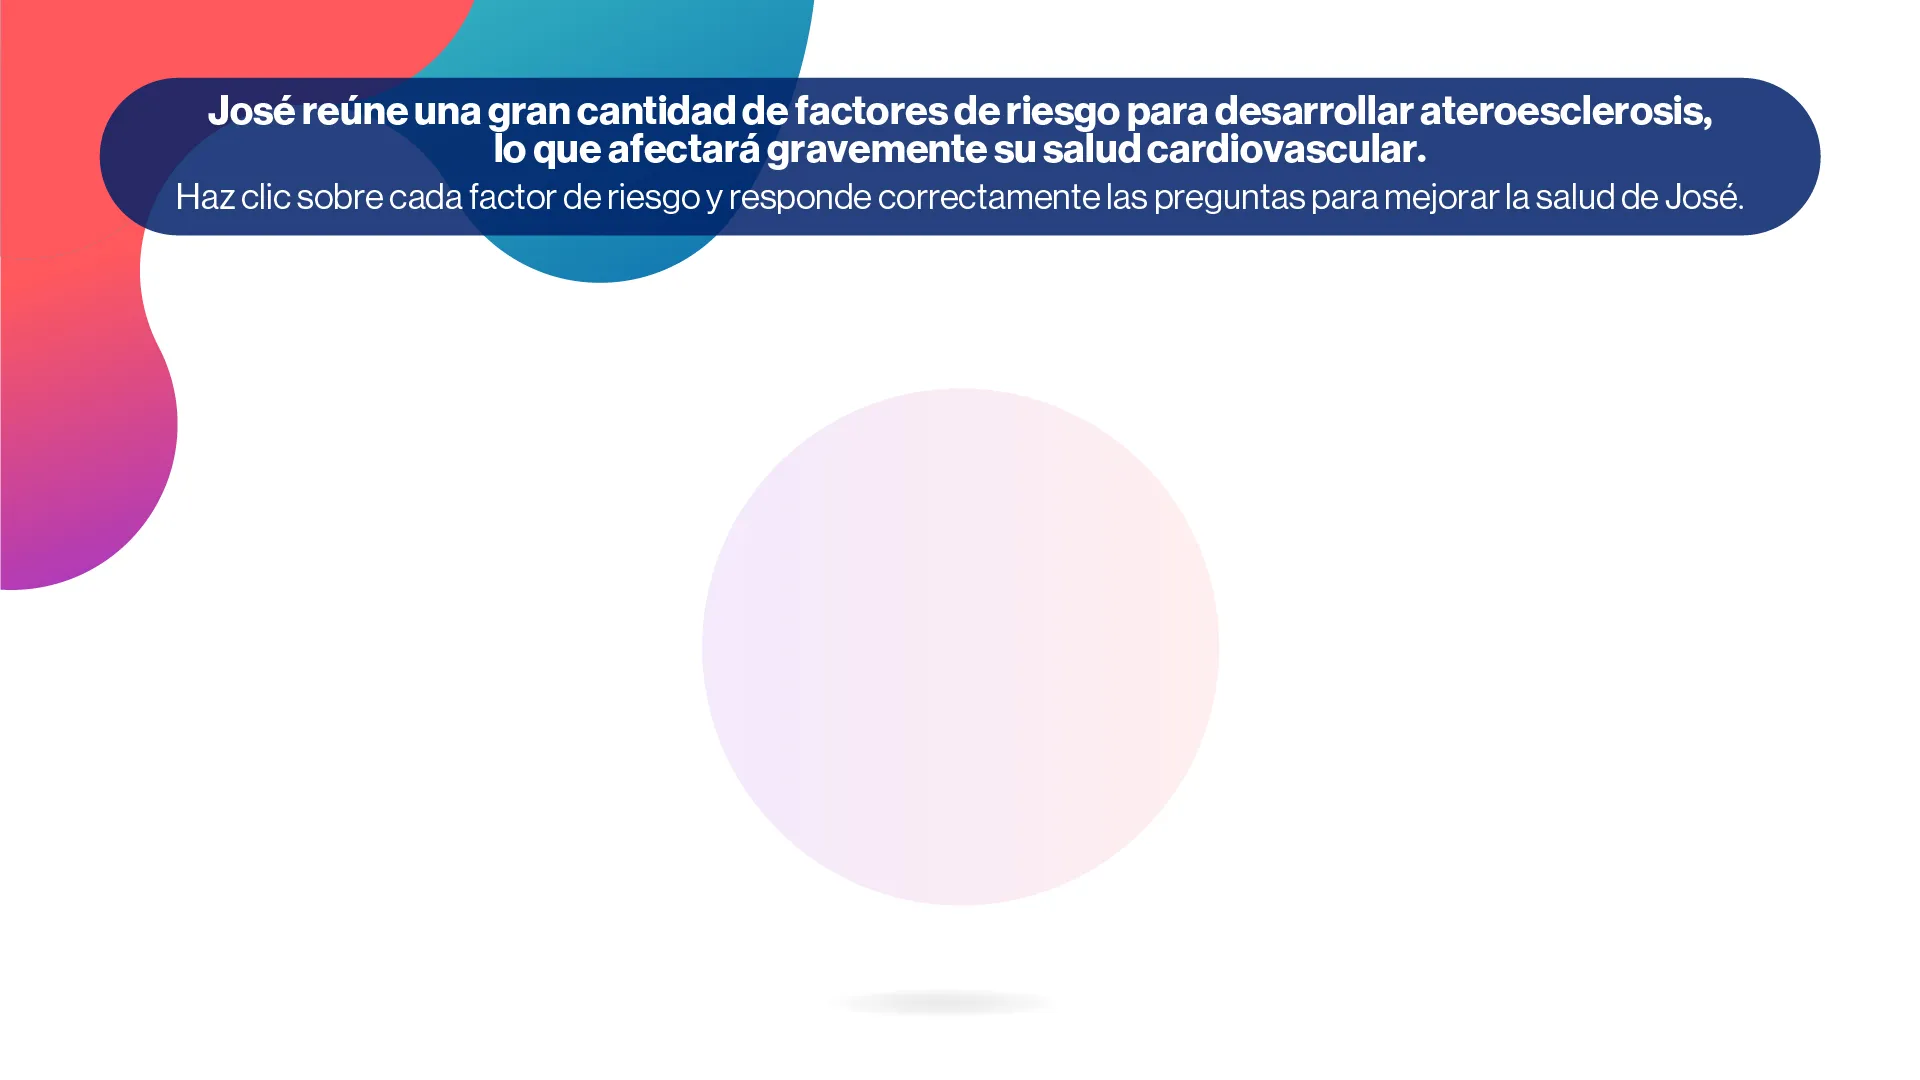 José reúne una gran cantidad de factores de riesgo para desarrollar ateroesclerosis,
lo que afectará gravemente su salud cardiovascular.
Haz clic sobre cada factor de riesgo y responde correctamente las preguntas para mejorar la salud de José.